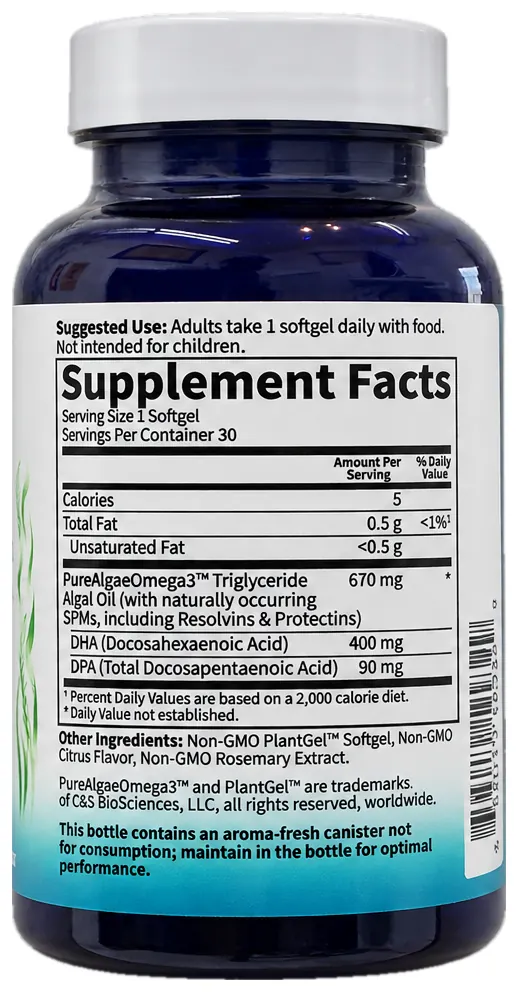 Suggested Use: Adults take 1 softgel daily with food.
Not intended for children.
Supplement Facts
Serving Size 1 Softgel
Servings Per Container 30
Amount Per Serving % Daily Value
Calories 5
Total Fat 0.5 g <1%¹
Unsaturated Fat <0.5 g
PureAlgaeOmega3™ Triglyceride 670 mg *
Algal Oil (with naturally occurring
SPMs, including Resolvins & Protectins)
DHA (Docosahexaenoic Acid) 400 mg
DPA (Total Docosapentaenoic Acid) 90 mg
¹ Percent Daily Values are based on a 2,000 calorie diet.
* Daily Value not established.
Other Ingredients: Non-GMO PlantGel™ Softgel, Non-GMO
Citrus Flavor, Non-GMO Rosemary Extract.
PureAlgaeOmega3™ and PlantGel™ are trademarks.
of C&S BioSciences, LLC, all rights reserved, worldwide.
This bottle contains an aroma-fresh canister not
for consumption; maintain in the bottle for optimal
performance.